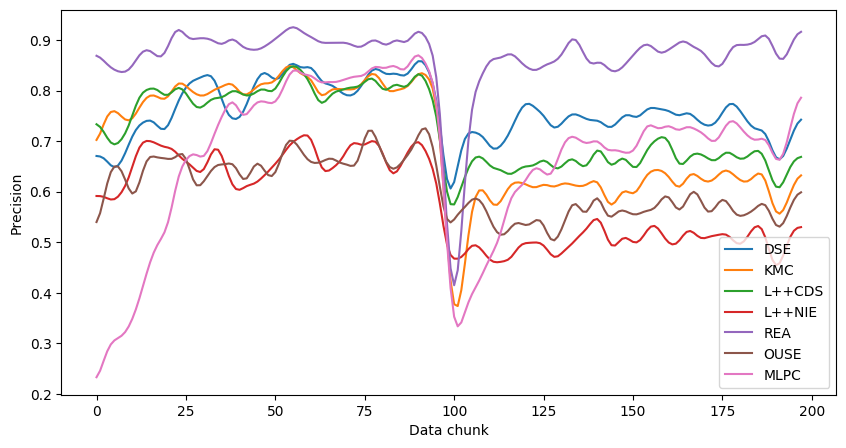 0.9
0.8
0.7
0.6
0.5
0.4
0.3
0.2
Precision
0 25 50 75 100 125 150 175 200
Data chunk
DSE
KMC
L++CDS
L++NIE
REA
OUSE
MLPC